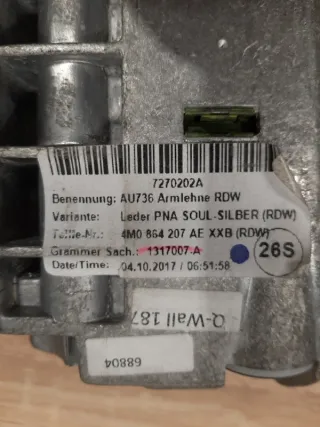 7270202A
Benennung: AU736 Armlehne RDW
Variante: Leder PNA SOUL-SILBER (RDW)
Teile-Nr.: 4M0 864 207 AE XXB (RDW)
Grammer Sach.: 1317007 A
26S
Date/Time: 04.10.2017 / 06:51:58
Q-Wall 187
68804